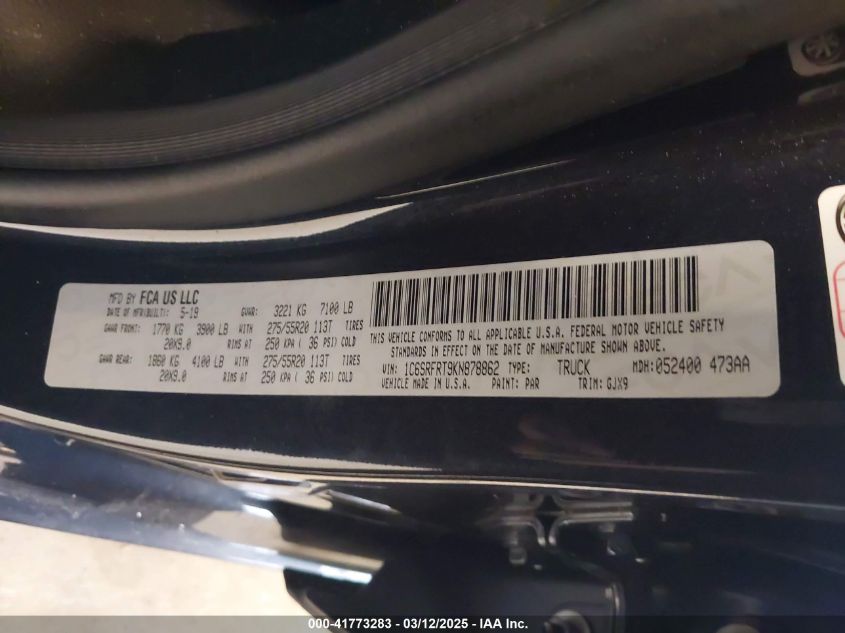 MFD BY FCA US LLC
DATE OF MFR(BUILT): 5-19 GVWR: 3221 KG 7100 LB
GAWR FRONT: 1770 KG 3900 LB WITH 275/55R20 113T TIRES
20X9.0 RIMS AT 250 KPA ( 36 PSI) COLD
GAWR REAR: 1860 KG 4100 LB WITH 275/55R20 113T TIRES
20X9.0 RIMS AT 250 KPA ( 36 PSI) COLD
THIS VEHICLE CONFORMS TO ALL APPLICABLE U.S.A. FEDERAL MOTOR VEHICLE SAFETY
STANDARDS IN EFFECT ON THE DATE OF MANUFACTURE SHOWN ABOVE.
VIN: 1C6SRFRT9KN878862 TYPE: TRUCK MDH:052400 473AA
VEHICLE MADE IN U.S.A. PAINT: PAR TRIM: GJX9
000-41773283 - 03/12/2025 - IAA Inc.